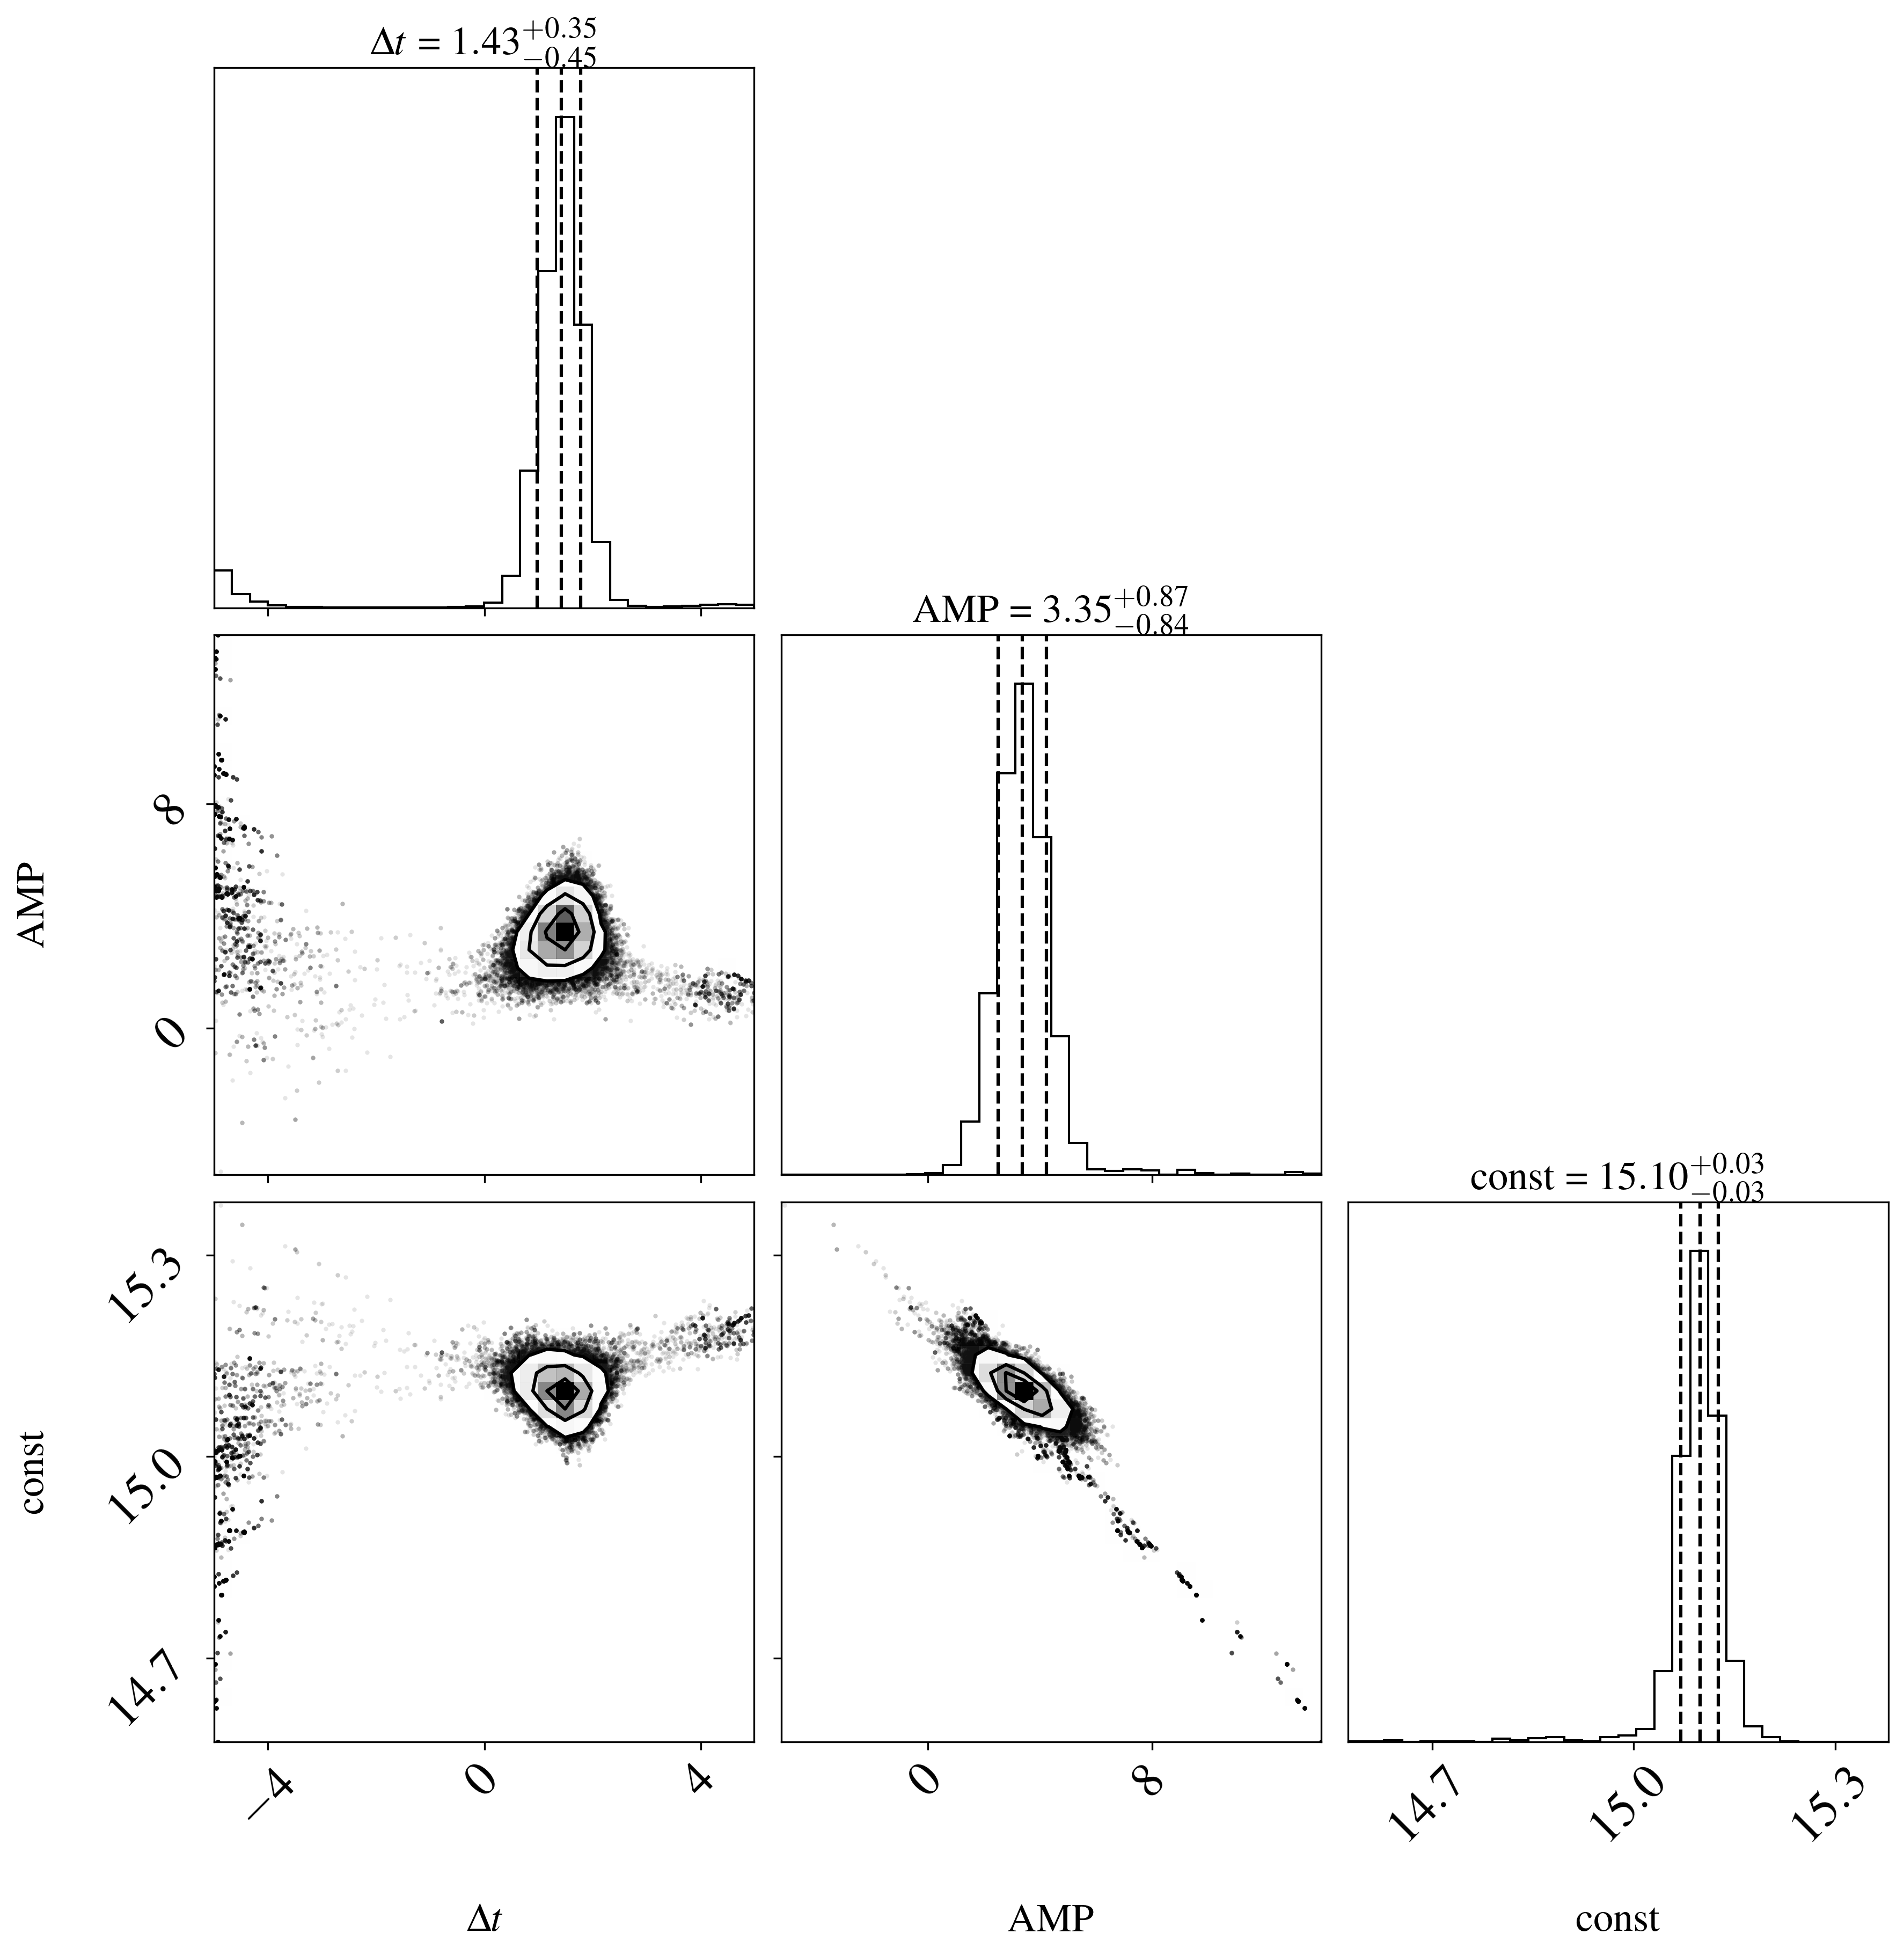 Δt = 1.43+0.35−0.45
AMP = 3.35+0.87−0.84
8
0
AMP
const = 15.10+0.03−0.03
15.3
15.0
14.7
const
−4 0 4
0 8
14.7 15.0 15.3
Δt AMP const